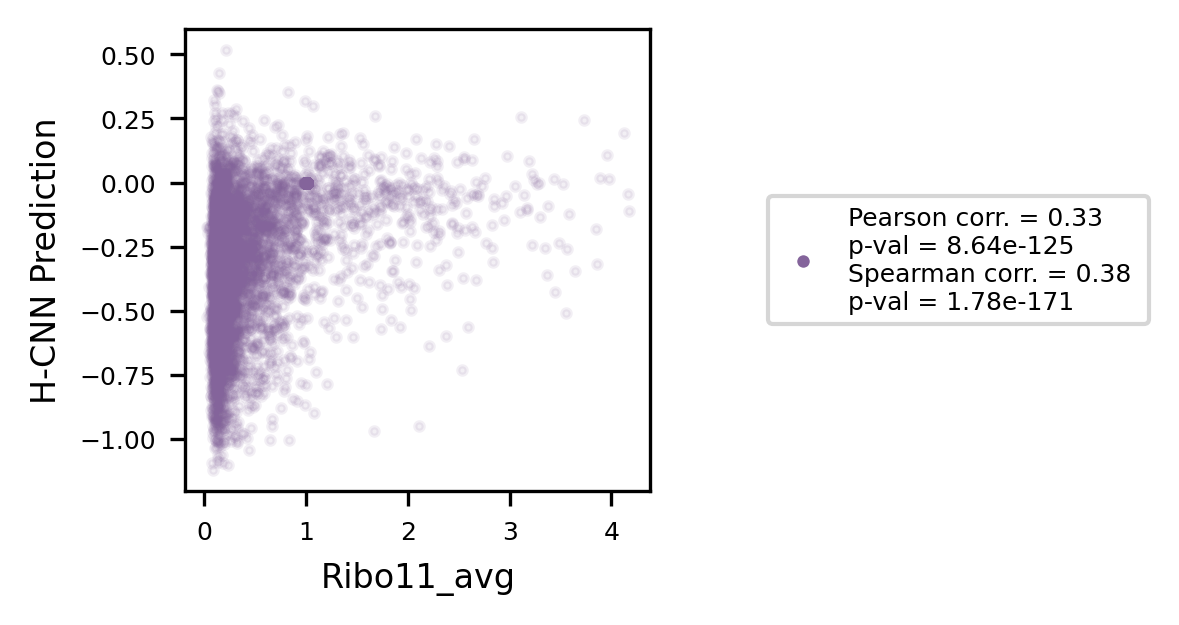 0.50
0.25
0.00
−0.25
−0.50
−0.75
−1.00
H-CNN Prediction
0 1 2 3 4
Ribo11_avg
Pearson corr. = 0.33
p-val = 8.64e-125
Spearman corr. = 0.38
p-val = 1.78e-171